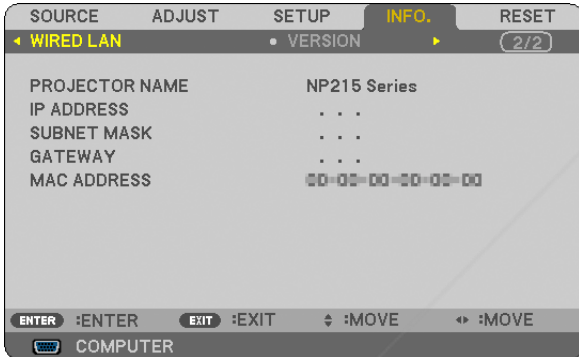 SOURCE ADJUST SETUP INFO. RESET
WIRED LAN VERSION 2/2
PROJECTOR NAME NP215 Series
IP ADDRESS . . .
SUBNET MASK . . .
GATEWAY . . .
MAC ADDRESS
ENTER :ENTER EXIT :EXIT :MOVE :MOVE
COMPUTER